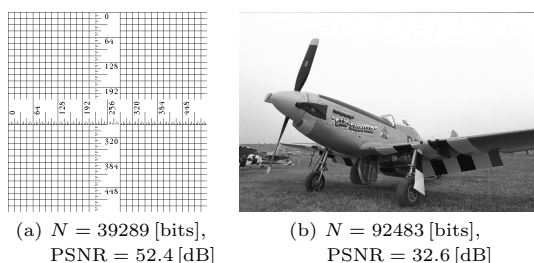 0
64
128
192
0 64 128 192 256 320 384 448
320
384
448
(a) N = 39289 [bits],
PSNR = 52.4 [dB]
(b) N = 92483 [bits],
PSNR = 32.6 [dB]